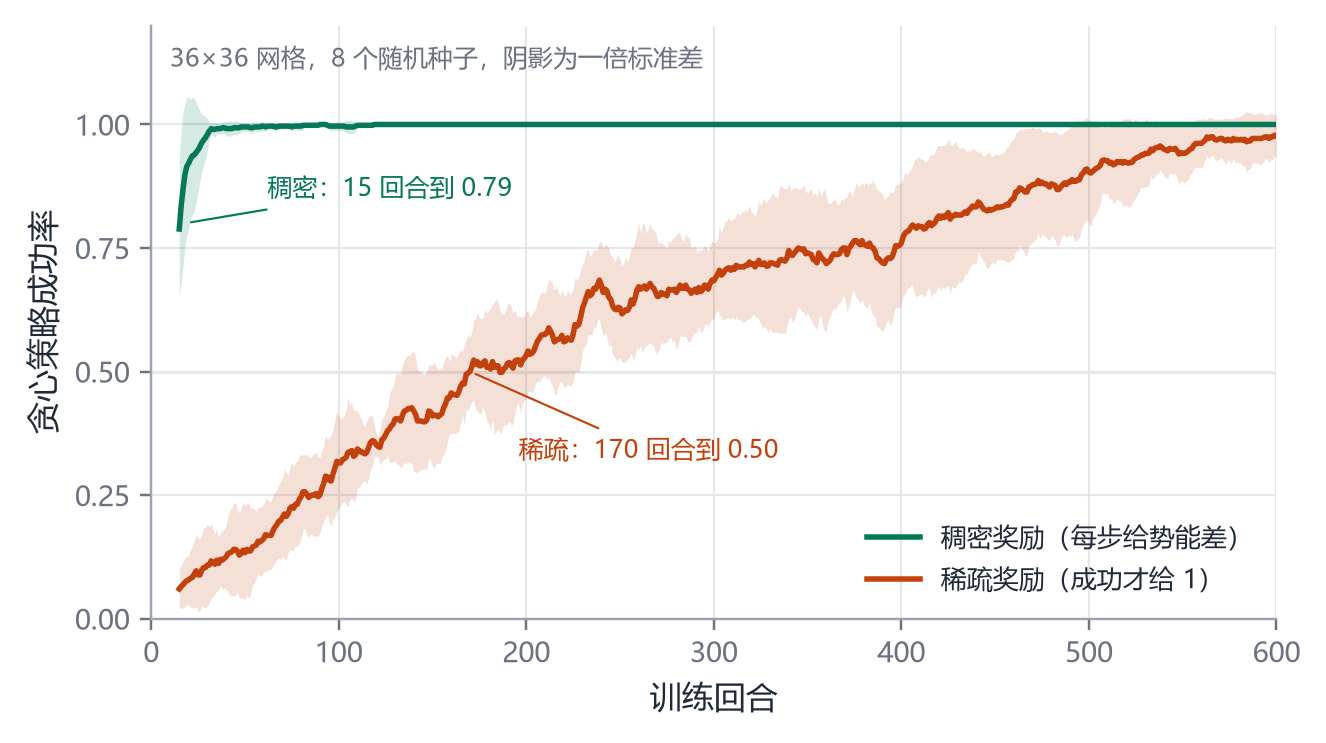 36×36 网格，8 个随机种子，阴影为一倍标准差
1.00
0.75
0.50
0.25
0.00
贪心策略成功率
稠密：15 回合到 0.79
稀疏：170 回合到 0.50
稠密奖励（每步给势能差）
稀疏奖励（成功才给 1）
0 100 200 300 400 500 600
训练回合